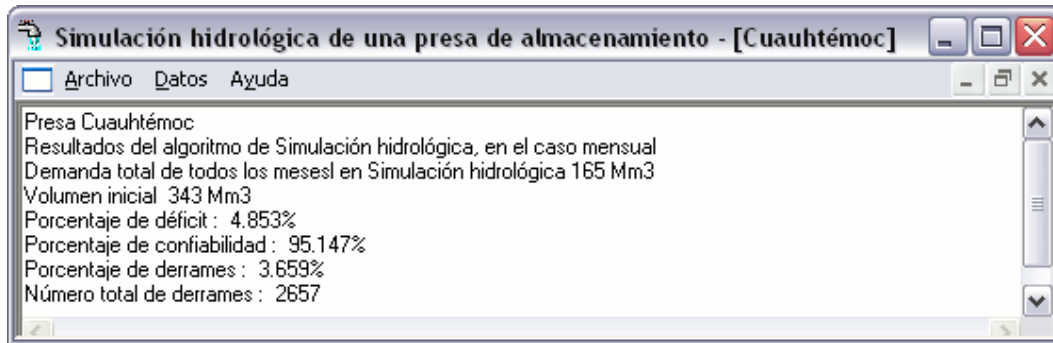 Simulación hidrológica de una presa de almacenamiento - [Cuauhtémoc]
Archivo Datos Ayuda
Presa Cuauhtémoc
Resultados del algoritmo de Simulación hidrológica, en el caso mensual
Demanda total de todos los mesesl en Simulación hidrológica 165 Mm3
Volumen inicial 343 Mm3
Porcentaje de déficit : 4.853%
Porcentaje de confiabilidad : 95.147%
Porcentaje de derrames : 3.659%
Número total de derrames : 2657